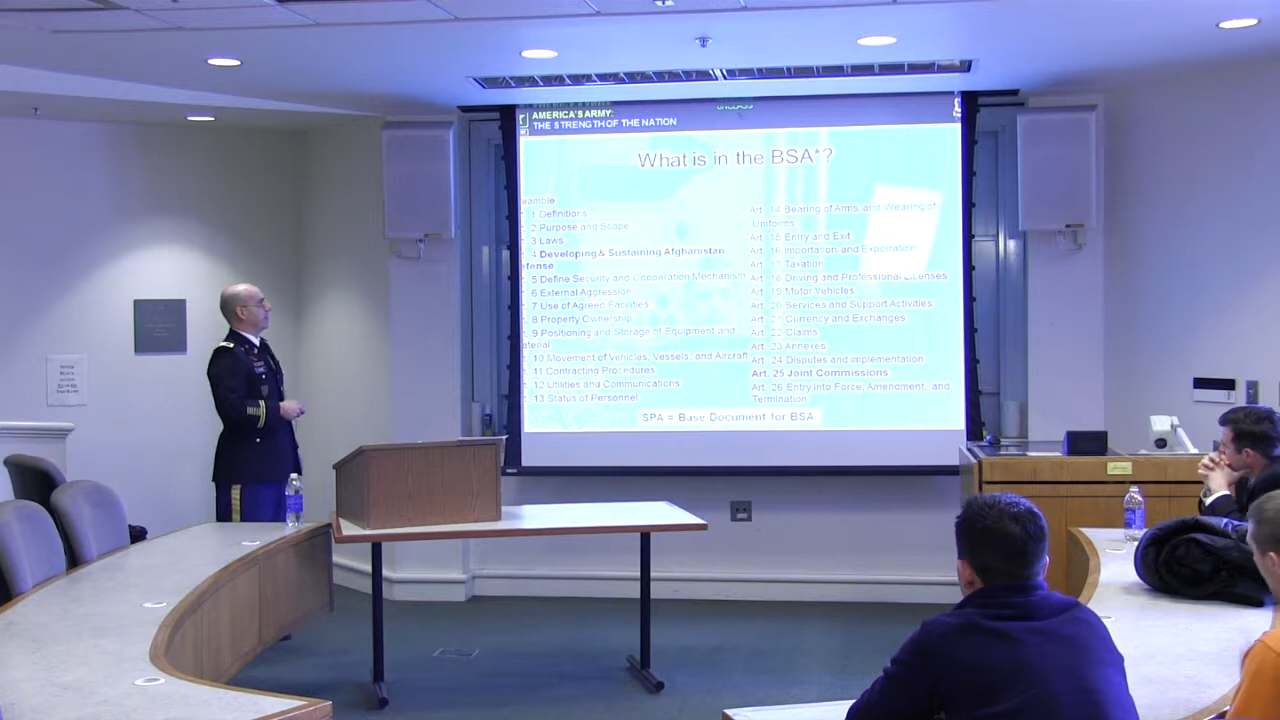 UNCLASS
AMERICA'S ARMY:
THE STRENGTH OF THE NATION
What is in the BSA*?
eamble
1 Definitions
2 Purpose and Scope
3 Laws
4 Developing & Sustaining Afghanistan
efense
5 Define Security and Cooperation Mechanism
6 External Aggression
7 Use of Agreed Facilities
8 Property Ownership
9 Positioning and Storage of Equipment and
aterial
10 Movement of Vehicles, Vessels, and Aircraft
11 Contracting Procedures
12 Utilities and Communications
13 Status of Personnel
Art. 14 Bearing of Arms and Wearing of
Uniforms
Art. 15 Entry and Exit
Art. 16 Importation and Exportation
Art. 17 Taxation
Art. 18 Driving and Professional Licenses
Art. 19 Motor Vehicles
Art. 20 Services and Support Activities
Art. 21 Currency and Exchanges
Art. 22 Claims
Art. 23 Annexes
Art. 24 Disputes and Implementation
Art. 25 Joint Commissions
Art. 26 Entry into Force, Amendment, and
Termination
SPA = Base Document for BSA